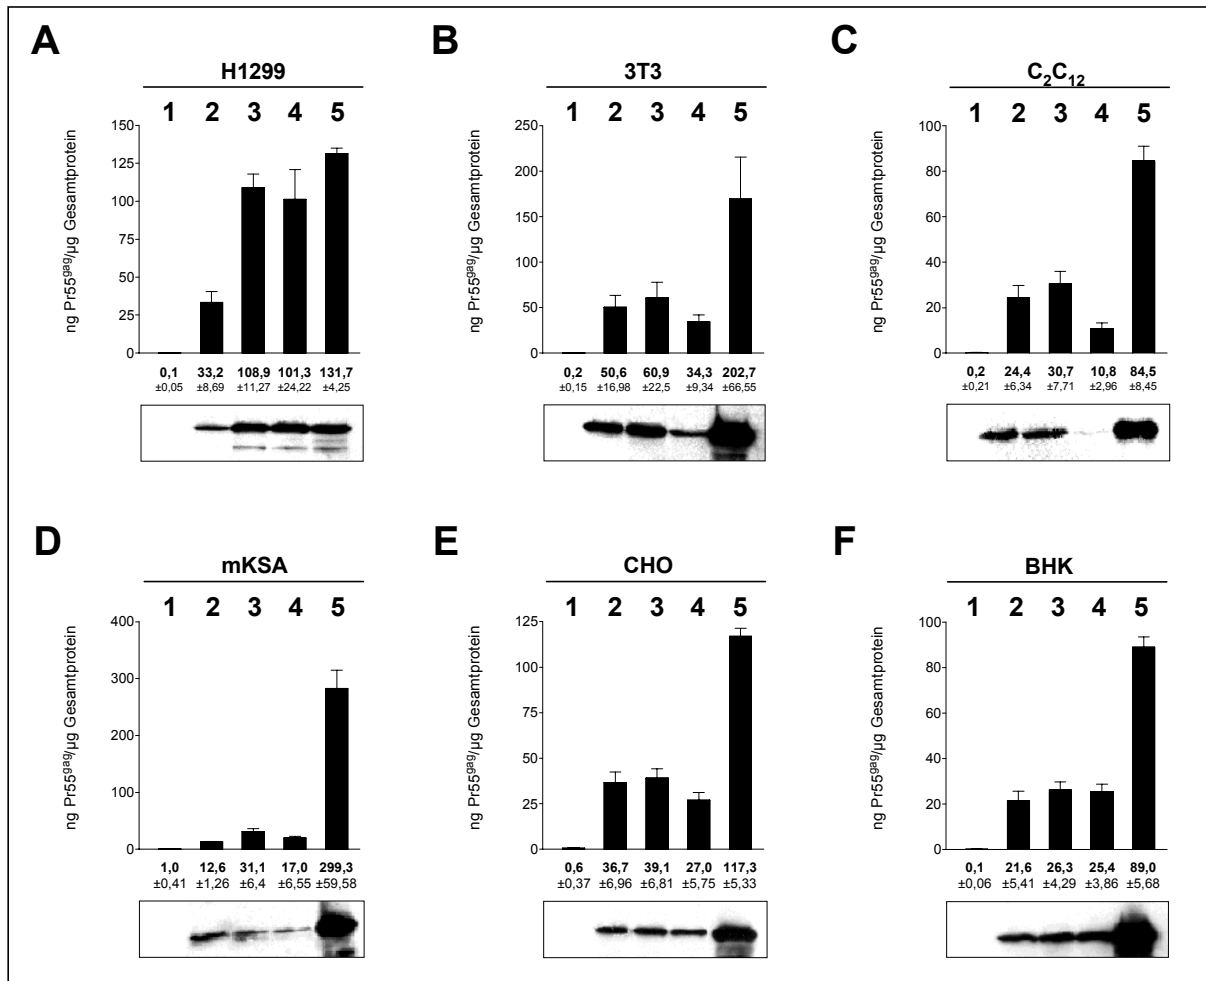 A
H1299
1 2 3 4 5
ng Pr55gag/µg Gesamtprotein
150
125
100
75
50
25
0
0,1 33,2 108,9 101,3 131,7
±0,05 ±8,69 ±11,27 ±24,22 ±4,25
B
3T3
1 2 3 4 5
ng Pr55gag/µg Gesamtprotein
250
200
150
100
50
0
0,2 50,6 60,9 34,3 202,7
±0,15 ±16,98 ±22,5 ±9,34 ±66,55
C
C2C12
1 2 3 4 5
ng Pr55gag/µg Gesamtprotein
100
80
60
40
20
0
0,2 24,4 30,7 10,8 84,5
±0,21 ±6,34 ±7,71 ±2,96 ±8,45
D
mKSA
1 2 3 4 5
ng Pr55gag/µg Gesamtprotein
400
300
200
100
0
1,0 12,6 31,1 17,0 299,3
±0,41 ±1,26 ±6,4 ±6,55 ±59,58
E
CHO
1 2 3 4 5
ng Pr55gag/µg Gesamtprotein
125
100
75
50
25
0
0,6 36,7 39,1 27,0 117,3
±0,37 ±6,96 ±6,81 ±5,75 ±5,33
F
BHK
1 2 3 4 5
ng Pr55gag/µg Gesamtprotein
100
80
60
40
20
0
0,1 21,6 26,3 25,4 89,0
±0,06 ±5,41 ±4,29 ±3,86 ±5,68